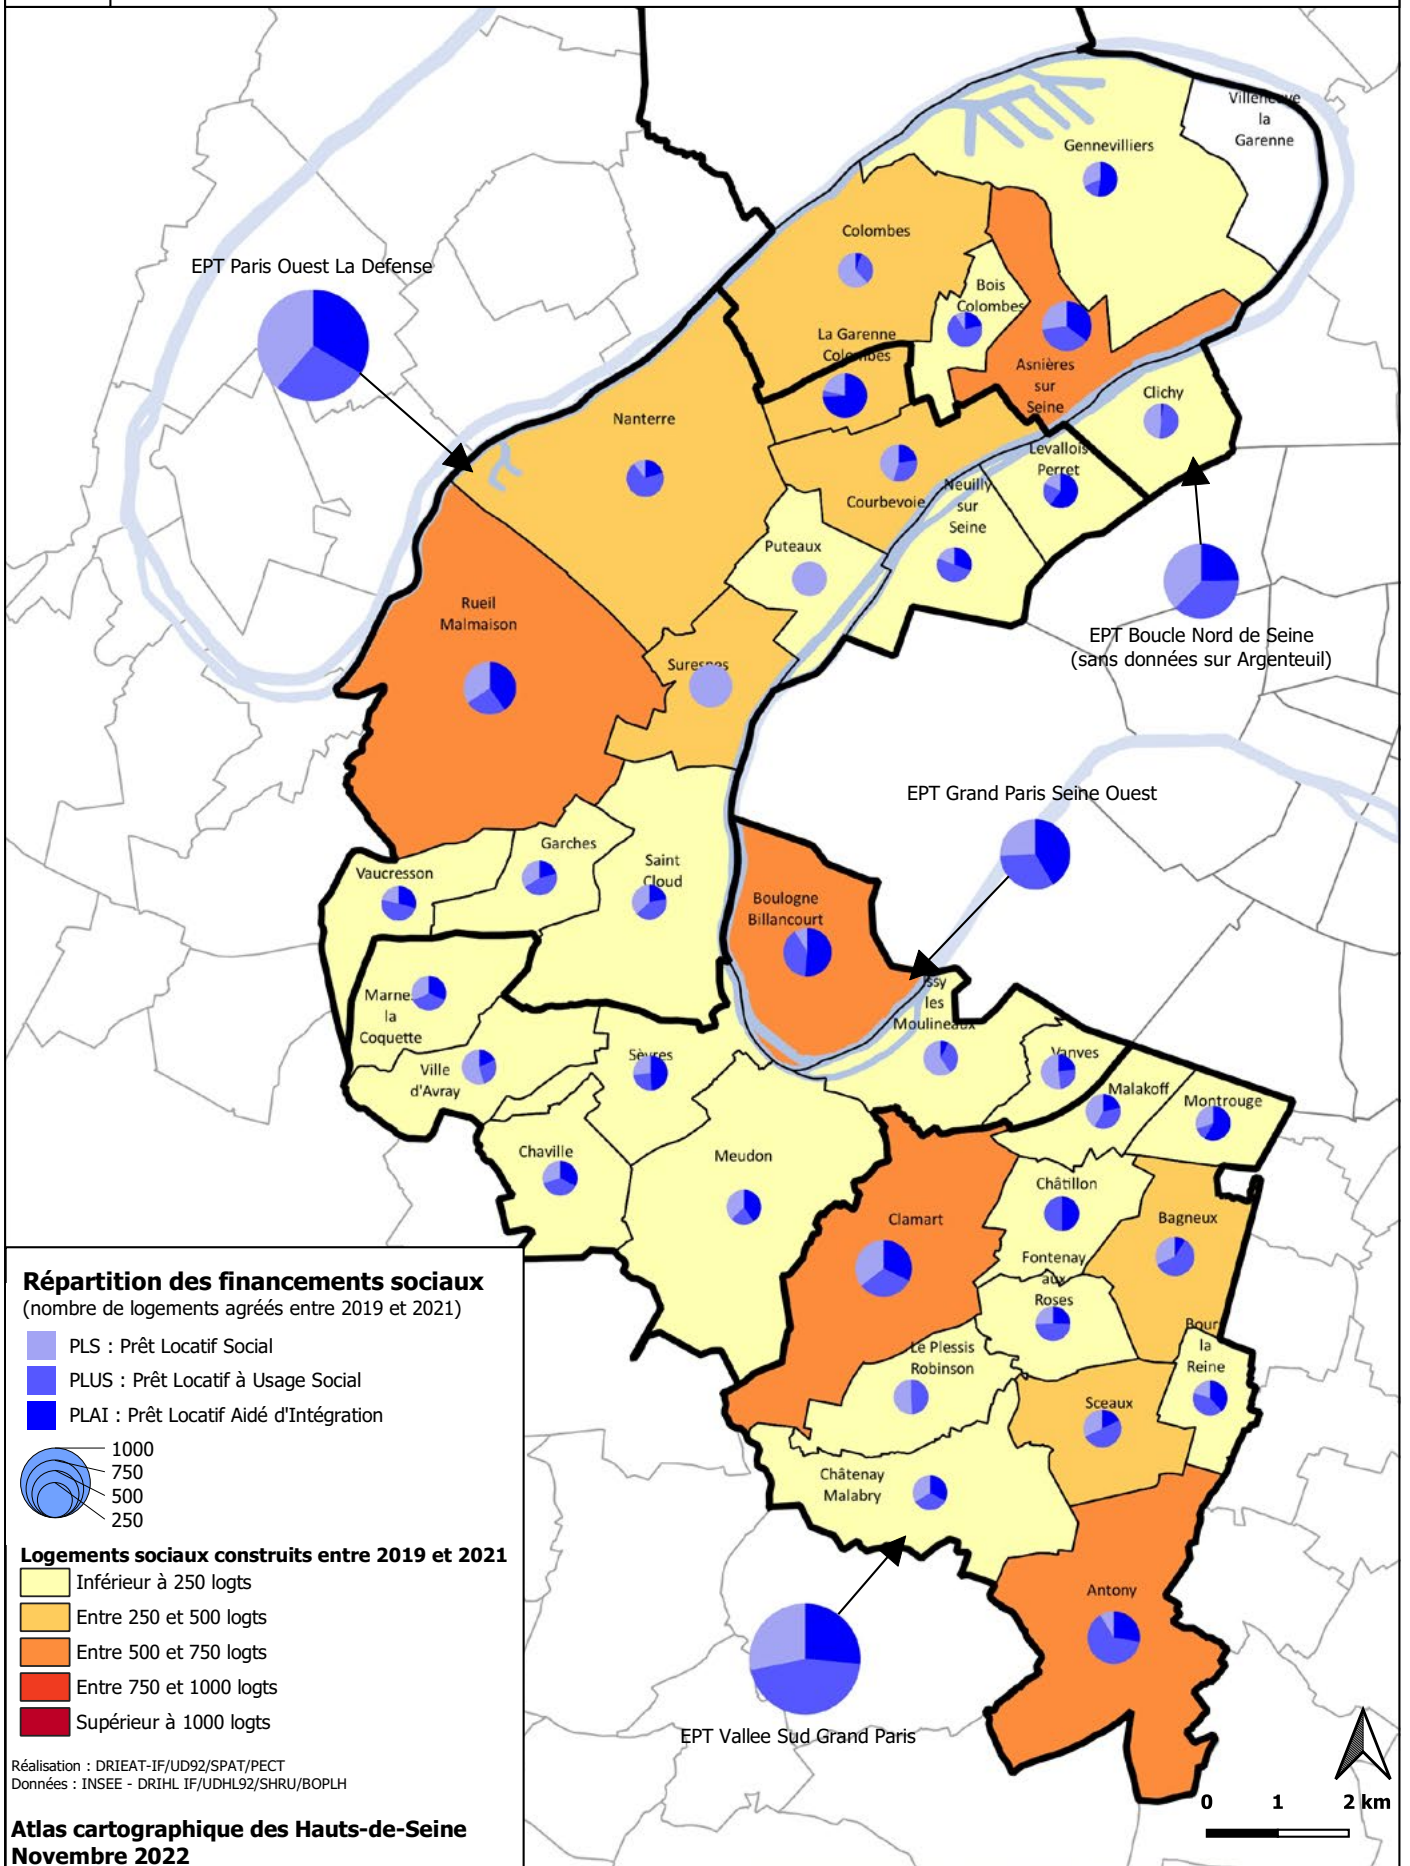 Villeneuve
la
Garenne
Gennevilliers
Colombes
EPT Paris Ouest La Defense
Bois
Colombes
La Garenne
Colombes
Asnières
sur
Seine
Clichy
Nanterre
Levallois
Perret
Courbevoie
Neuilly
sur
Seine
Puteaux
Rueil
Malmaison
EPT Boucle Nord de Seine
(sans données sur Argenteuil)
Suresnes
EPT Grand Paris Seine Ouest
Garches
Saint
Cloud
Vaucresson
Boulogne
Billancourt
Marnes
la
Coquette
Issy
les
Moulineaux
Ville
d'Avray
Sèvres
Vanves
Malakoff
Montrouge
Chaville
Meudon
Châtillon
Clamart
Bagneux
Fontenay
aux
Roses
Bourg
la
Reine
Le Plessis
Robinson
Sceaux
Châtenay
Malabry
Antony
EPT Vallee Sud Grand Paris
Répartition des financements sociaux
(nombre de logements agréés entre 2019 et 2021)
PLS : Prêt Locatif Social
PLUS : Prêt Locatif à Usage Social
PLAI : Prêt Locatif Aidé d'Intégration
1000
750
500
250
Logements sociaux construits entre 2019 et 2021
Inférieur à 250 logts
Entre 250 et 500 logts
Entre 500 et 750 logts
Entre 750 et 1000 logts
Supérieur à 1000 logts
Réalisation : DRIEAT-IF/UD92/SPAT/PECT
Données : INSEE - DRIHL IF/UDHL92/SHRU/BOPLH
Atlas cartographique des Hauts-de-Seine
Novembre 2022
0 1 2 km